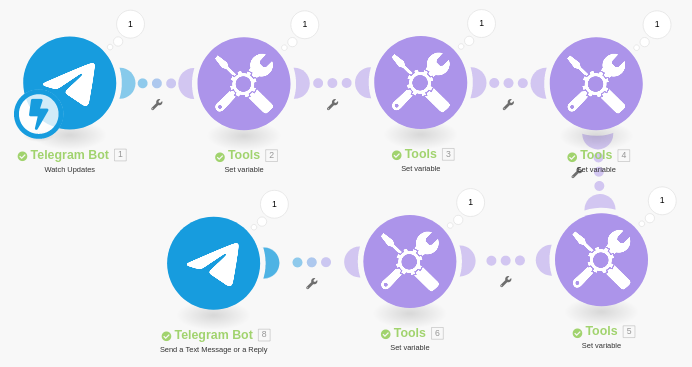 1
1
1
1
Telegram Bot 1
Watch Updates
Tools 2
Set variable
Tools 3
Set variable
Tools 4
Set variable
1
1
1
Telegram Bot 8
Send a Text Message or a Reply
Tools 6
Set variable
Tools 5
Set variable